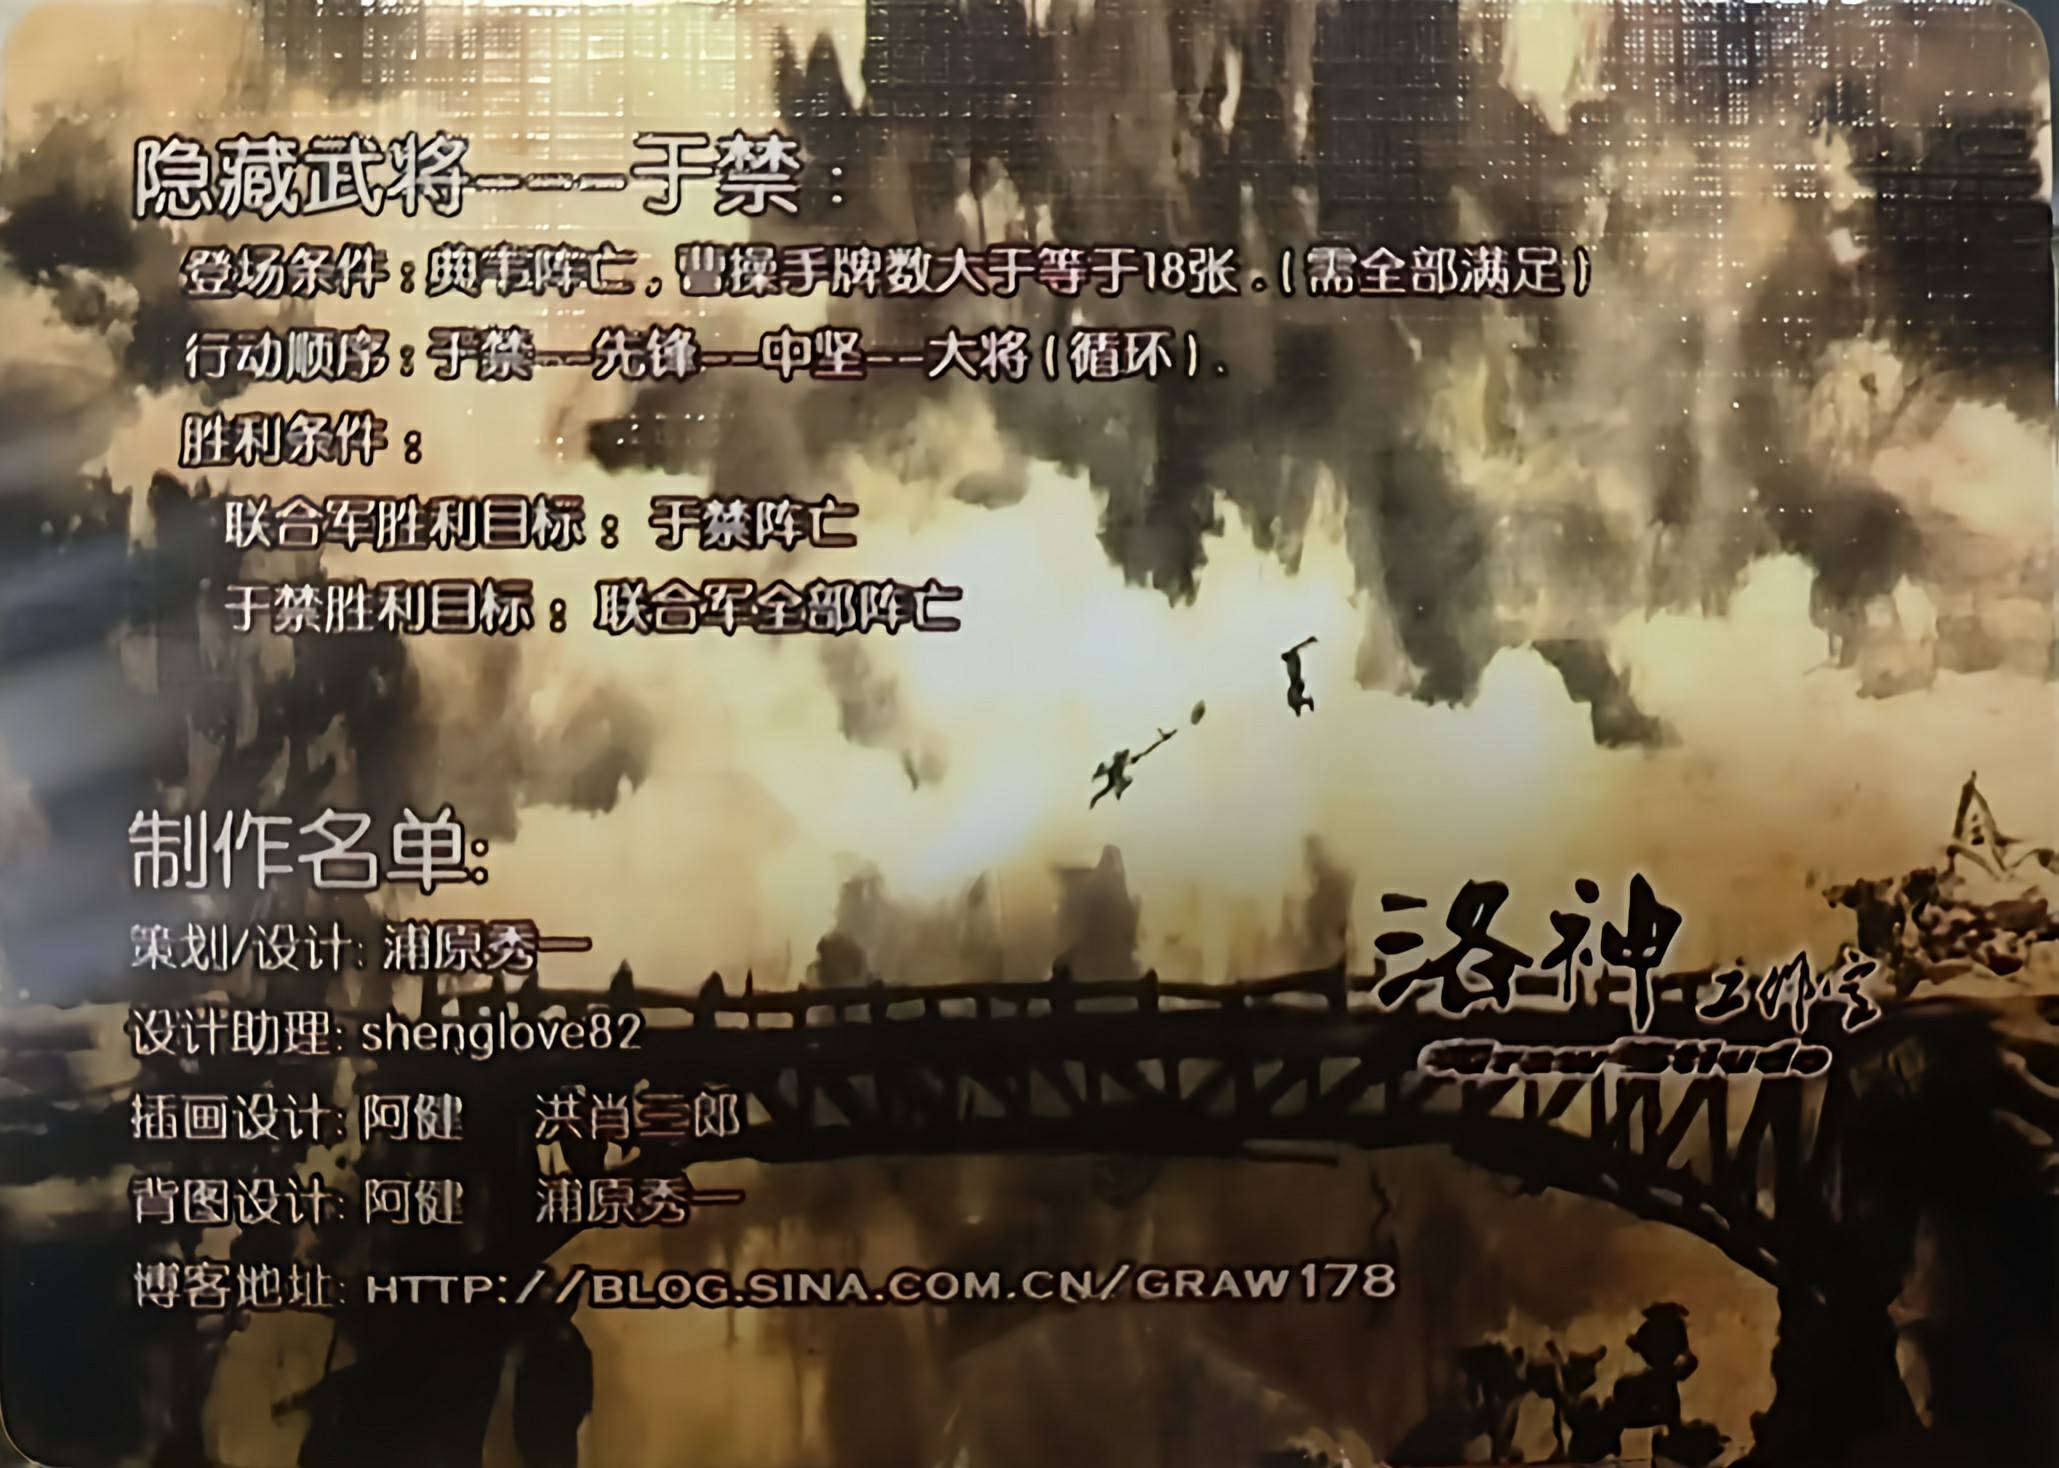 隐藏武将——于禁：
登场条件：典韦阵亡，曹操手牌数大于等于18张．（需全部满足）
行动顺序：于禁—先锋—中坚—大将（循环）．
胜利条件：
联合军胜利目标： 于禁阵亡
于禁胜利目标： 联合军全部阵亡
制作名单:
策划/设计: 浦原秀一
设计助理: shenglove82
插画设计: 阿健 洪肖三郎
背图设计: 阿健 浦原秀一
博客地址: HTTP://BLOG.SINA.COM.CN/GRAW178
洛神工作室